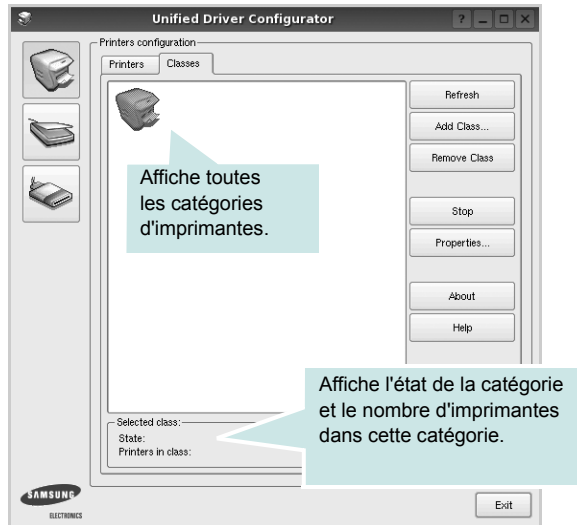 Unified Driver Configurator
?
Printers configuration
Printers
Classes
Refresh
Add Class...
Remove Class
Affiche toutes
les catégories
d'imprimantes.
Stop
Properties...
About
Help
Affiche l'état de la catégorie
et le nombre d'imprimantes
dans cette catégorie.
Selected class:
State:
Printers in class:
SAMSUNG
ELECTRONICS
Exit